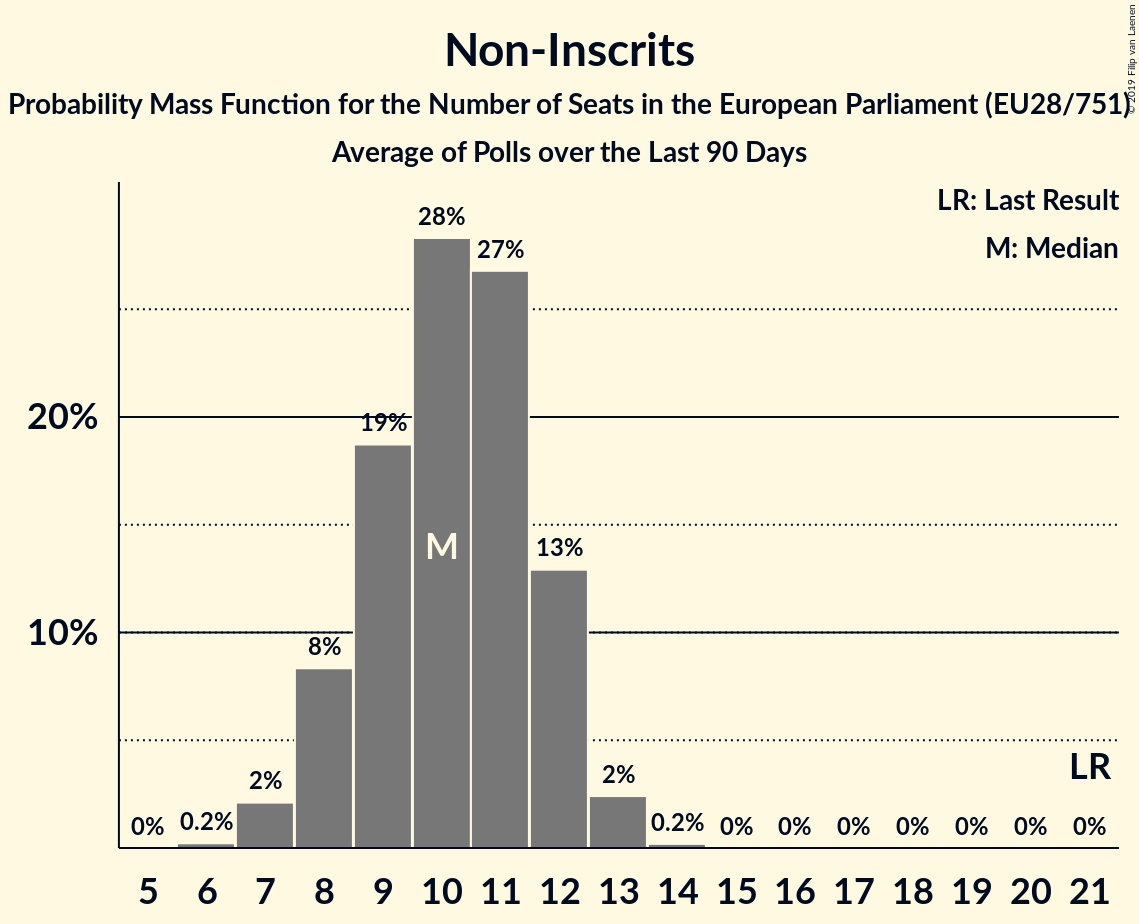 Non-Inscrits
Probability Mass Function for the Number of Seats in the European Parliament (EU28/751)
Average of Polls over the Last 90 Days
© 2019 Filip van Laenen
LR: Last Result
M: Median
28%
27%
20%
19%
M
13%
10%
8%
LR
2%
2%
0%
0.2%
0.2%
0%
0%
0%
0%
0%
0%
0%
5 6 7 8 9 10 11 12 13 14 15 16 17 18 19 20 21